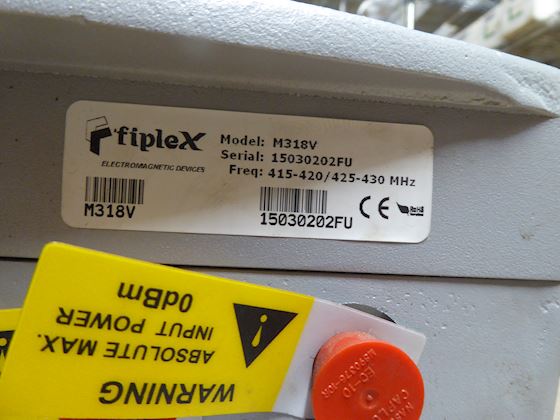 fipleX
ELECTROMAGNETIC DEVICES
Model: M318V
Serial: 15030202FU
Freq: 415-420/425-430 MHz
M318V
15030202FU
CE
RoHS
WARNING
ABSOLUTE MAX.
INPUT POWER
0dBm